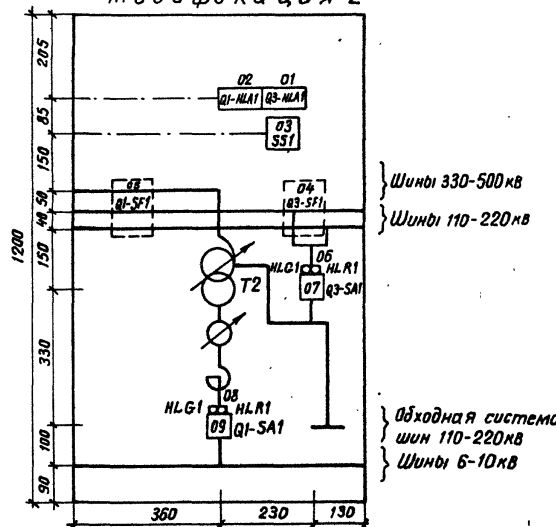 Модификация 2
205
85
150
50
40
150
330
100
90
1200
02 01
Q1-HLA1 Q3-HLA1
03
SS1
Q1-SF1
04
Q3-SF1
Шины 330-500кв
Шины 110-220кв
06
HLG1 HLR1
07 Q3-SA1
T2
08
HLG1 HLR1
09 Q1-SA1
Обходная система
шин 110-220кв
Шины 6-10кв
360 230 130